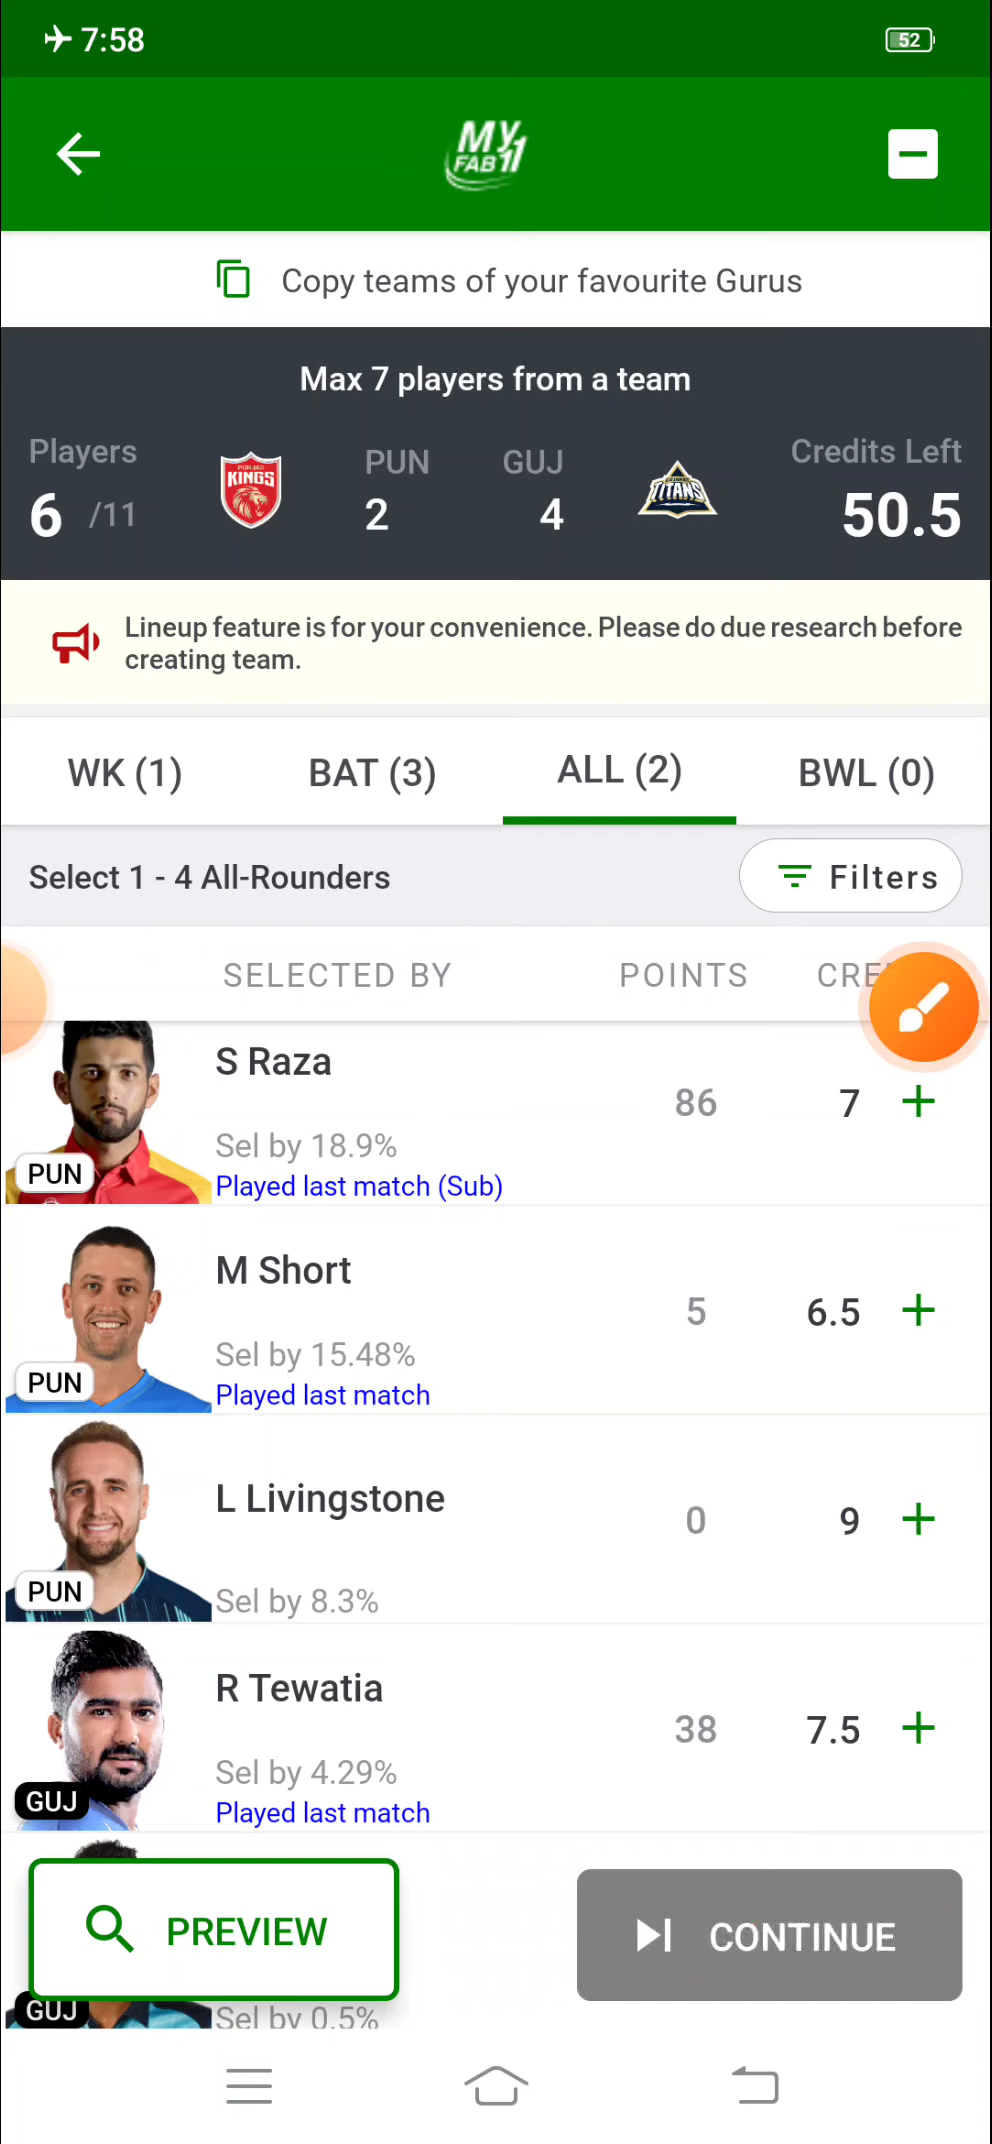 7:58
52
MY
FAB11
Copy teams of your favourite Gurus
Max 7 players from a team
Players
PUN
GUJ
Credits Left
6 /11
PUNJAB
KINGS
2
4
TITANS
50.5
Lineup feature is for your convenience. Please do due research before
creating team.
WK (1)
BAT (3)
ALL (2)
BWL (0)
Select 1 - 4 All-Rounders
Filters
SELECTED BY
POINTS
S Raza
86
7
+
Sel by 18.9%
PUN
Played last match (Sub)
M Short
5
6.5
+
Sel by 15.48%
PUN
Played last match
L Livingstone
0
9
+
PUN
Sel by 8.3%
R Tewatia
38
7.5
+
Sel by 4.29%
GUJ
Played last match
PREVIEW
CONTINUE
GUJ
Sel by 0.5%